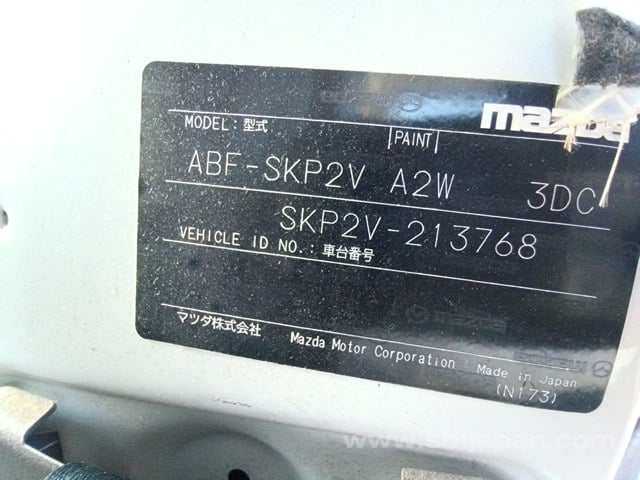 mazda
MODEL: 型式 PAINT
ABF-SKP2V A2W 3DC
SKP2V-213768
VEHICLE ID NO.: 車台番号
マツダ株式会社 Mazda Motor Corporation Made in Japan
(N173)
www.sbtjapan.com